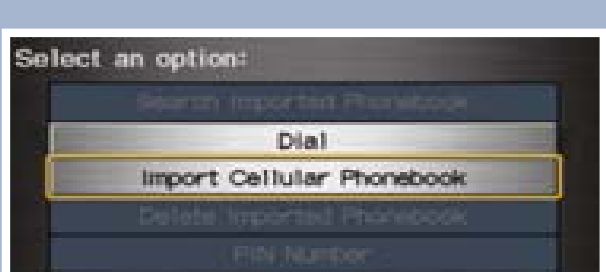 Select an option:
Search Imported Phonebook
Dial
Import Cellular Phonebook
Delete Imported Phonebook
PIN Number